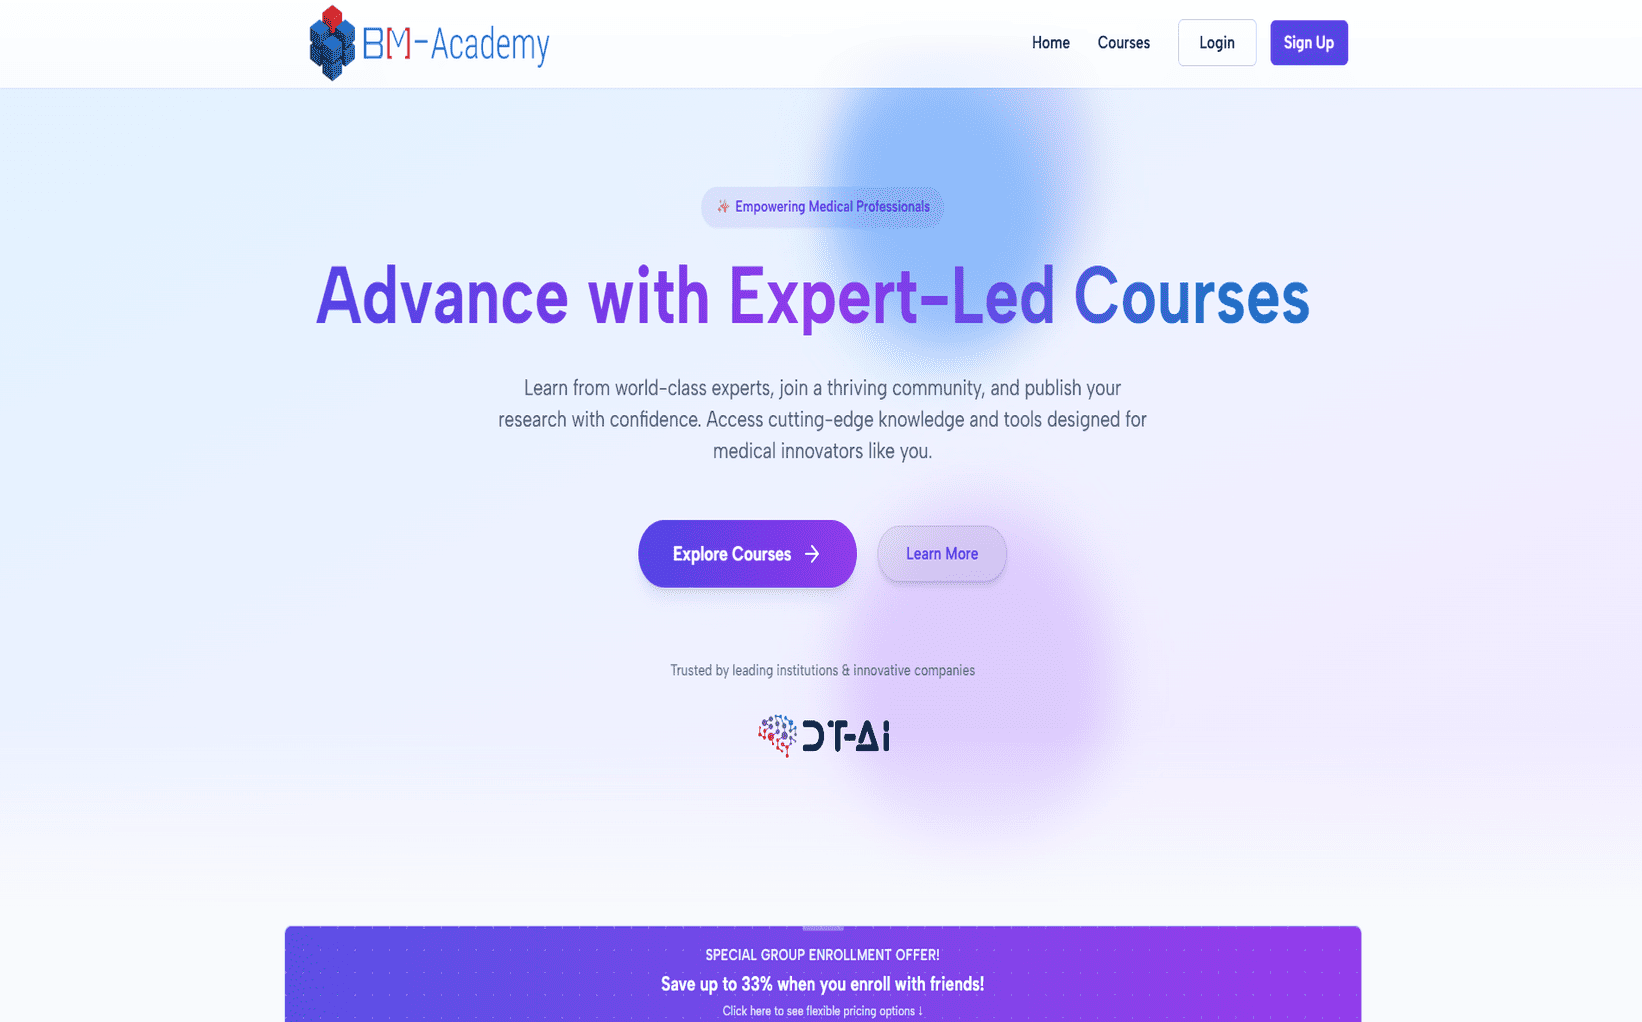 BM-Academy
Home
Courses
Login
Sign Up
Empowering Medical Professionals
Advance with Expert-Led Courses
Learn from world-class experts, join a thriving community, and publish your
research with confidence. Access cutting-edge knowledge and tools designed for
medical innovators like you.
Explore Courses →
Learn More
Trusted by leading institutions & innovative companies
DT-Ai
SPECIAL GROUP ENROLLMENT OFFER!
Save up to 33% when you enroll with friends!
Click here to see flexible pricing options ↓